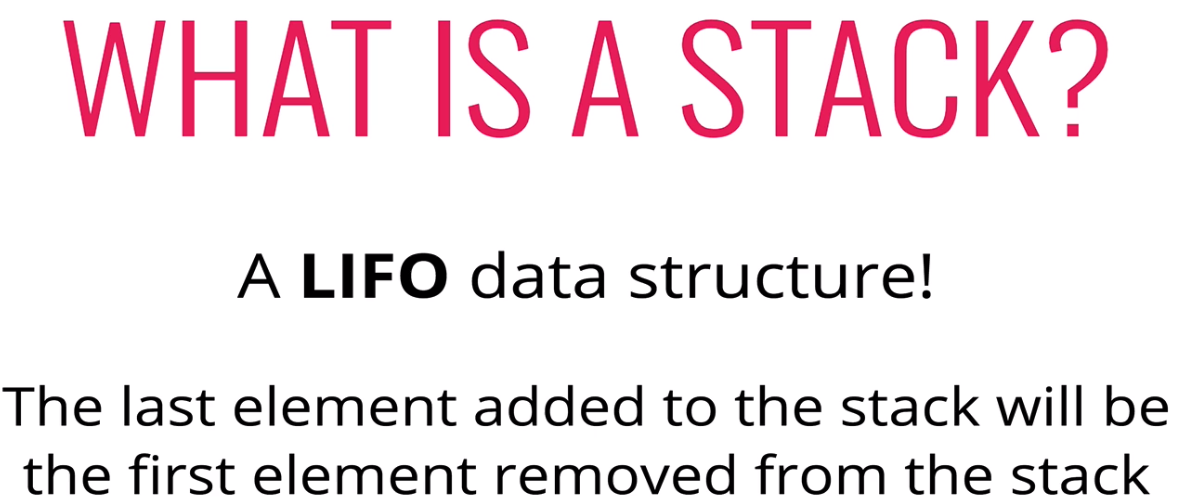 WHAT IS A STACK?
A LIFO data structure!
The last element added to the stack will be
the first element removed from the stack